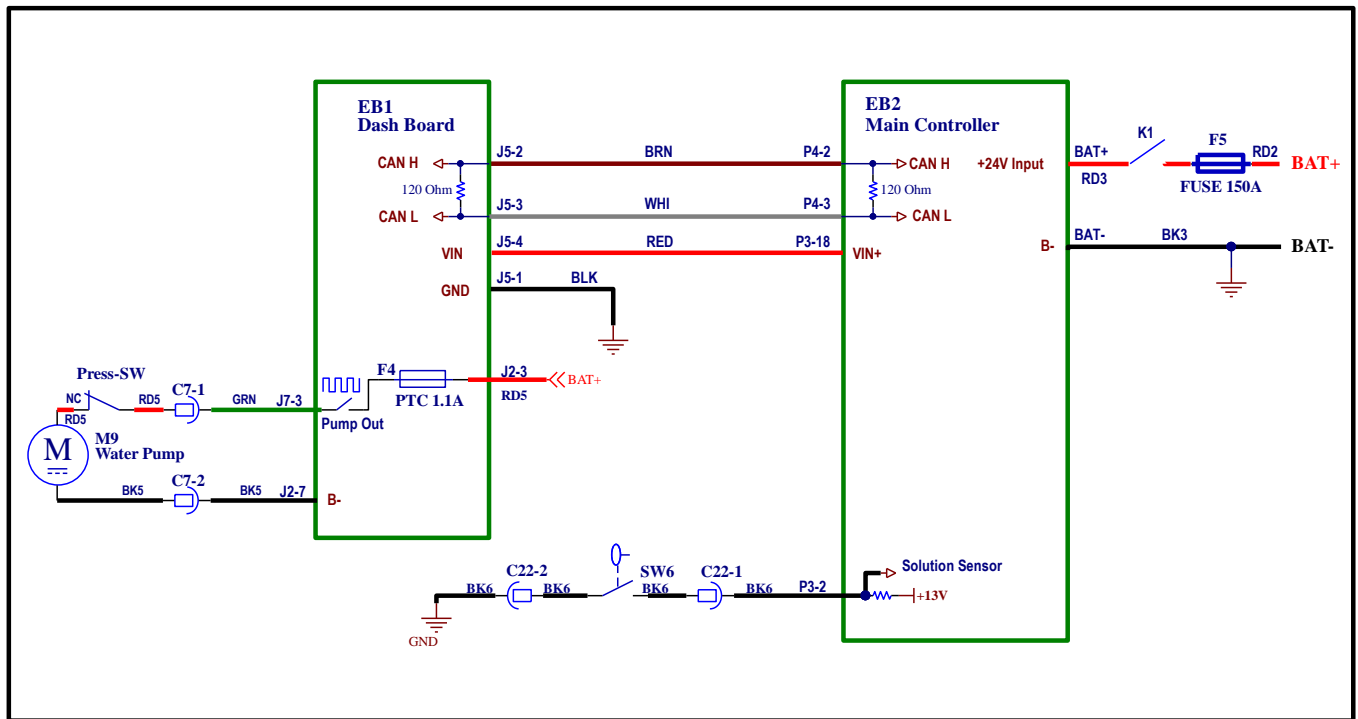 EB1
Dash Board
EB2
Main Controller
CAN H
J5-2
BRN
P4-2
CAN H
+24V Input
BAT+
RD3
K1
F5
FUSE 150A
RD2
BAT+
120 Ohm
120 Ohm
CAN L
J5-3
WHI
P4-3
CAN L
VIN
J5-4
RED
P3-18
VIN+
B-
BAT-
BK3
BAT-
GND
J5-1
BLK
Press-SW
NC
RD5
RD5
C7-1
GRN
J7-3
Pump Out
F4
PTC 1.1A
J2-3
RD5
BAT+
M
M9
Water Pump
BK5
C7-2
BK5
J2-7
B-
GND
BK6
C22-2
BK6
SW6
BK6
C22-1
BK6
P3-2
Solution Sensor
+13V